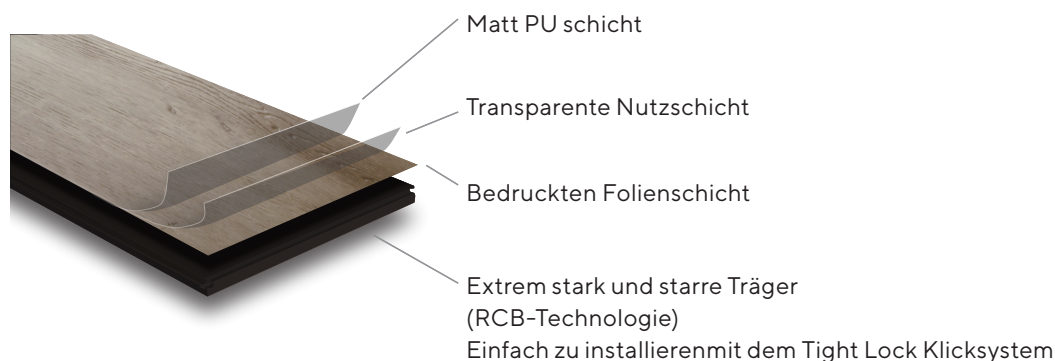 Matt PU schicht
Transparente Nutzschicht
Bedruckten Folienschicht
Extrem stark und starre Träger
(RCB-Technologie)
Einfach zu installierenmit dem Tight Lock Klicksystem